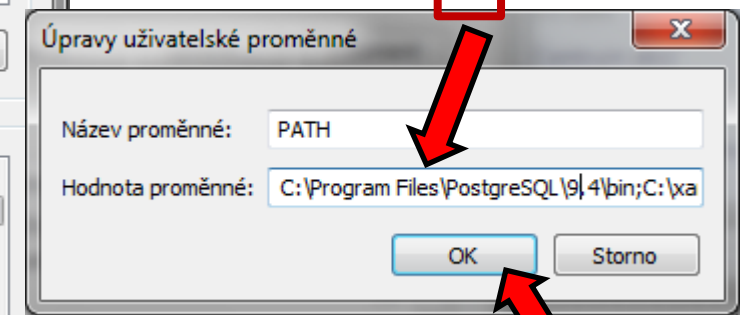 Úpravy uživatelské proměnné
Název proměnné: PATH
Hodnota proměnné: C:\Program Files\PostgreSQL\9.4\bin;C:\xa
OK Storno